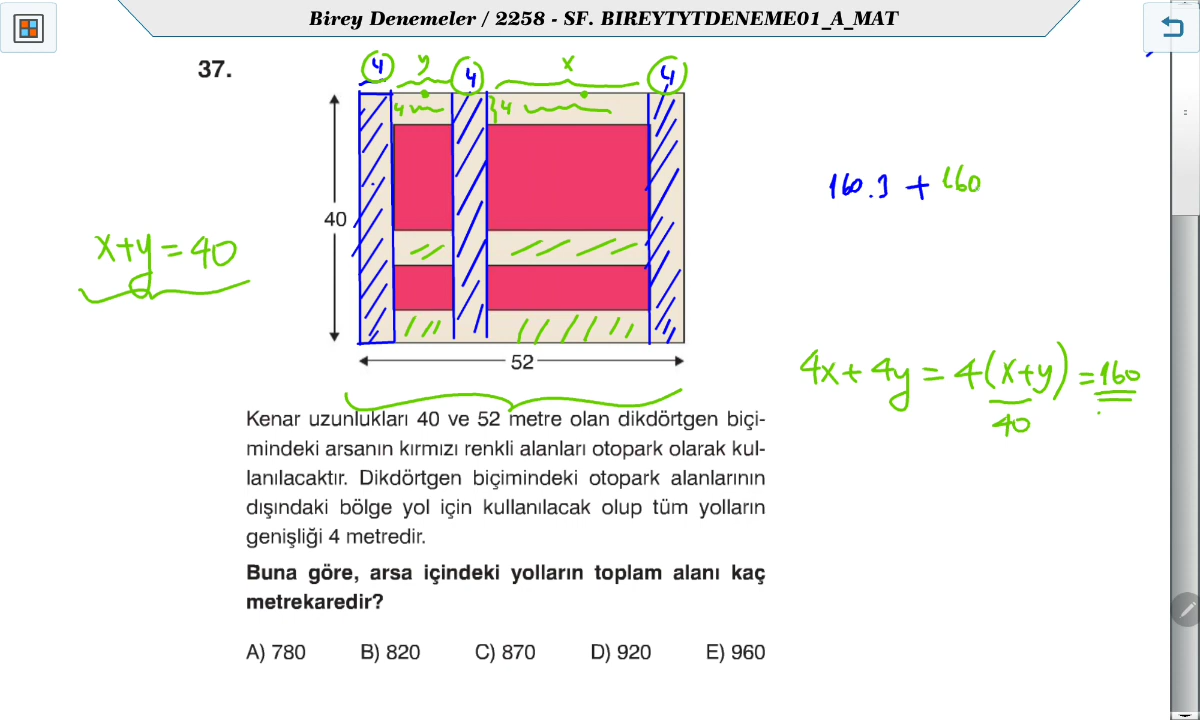 Birey Denemeler / 2258 - SF. BIREYTYTDENEME01_A_MAT
37.
4 y 4 x 4
4 4
40
x+y=40
160.3 + 160
52
4x+4y=4(x+y)=160
40
Kenar uzunlukları 40 ve 52 metre olan dikdörtgen biçi-
mindeki arsanın kırmızı renkli alanları otopark olarak kul-
lanılacaktır. Dikdörtgen biçimindeki otopark alanlarının
dışındaki bölge yol için kullanılacak olup tüm yolların
genişliği 4 metredir.
Buna göre, arsa içindeki yolların toplam alanı kaç
metrekaredir?
A) 780 B) 820 C) 870 D) 920 E) 960